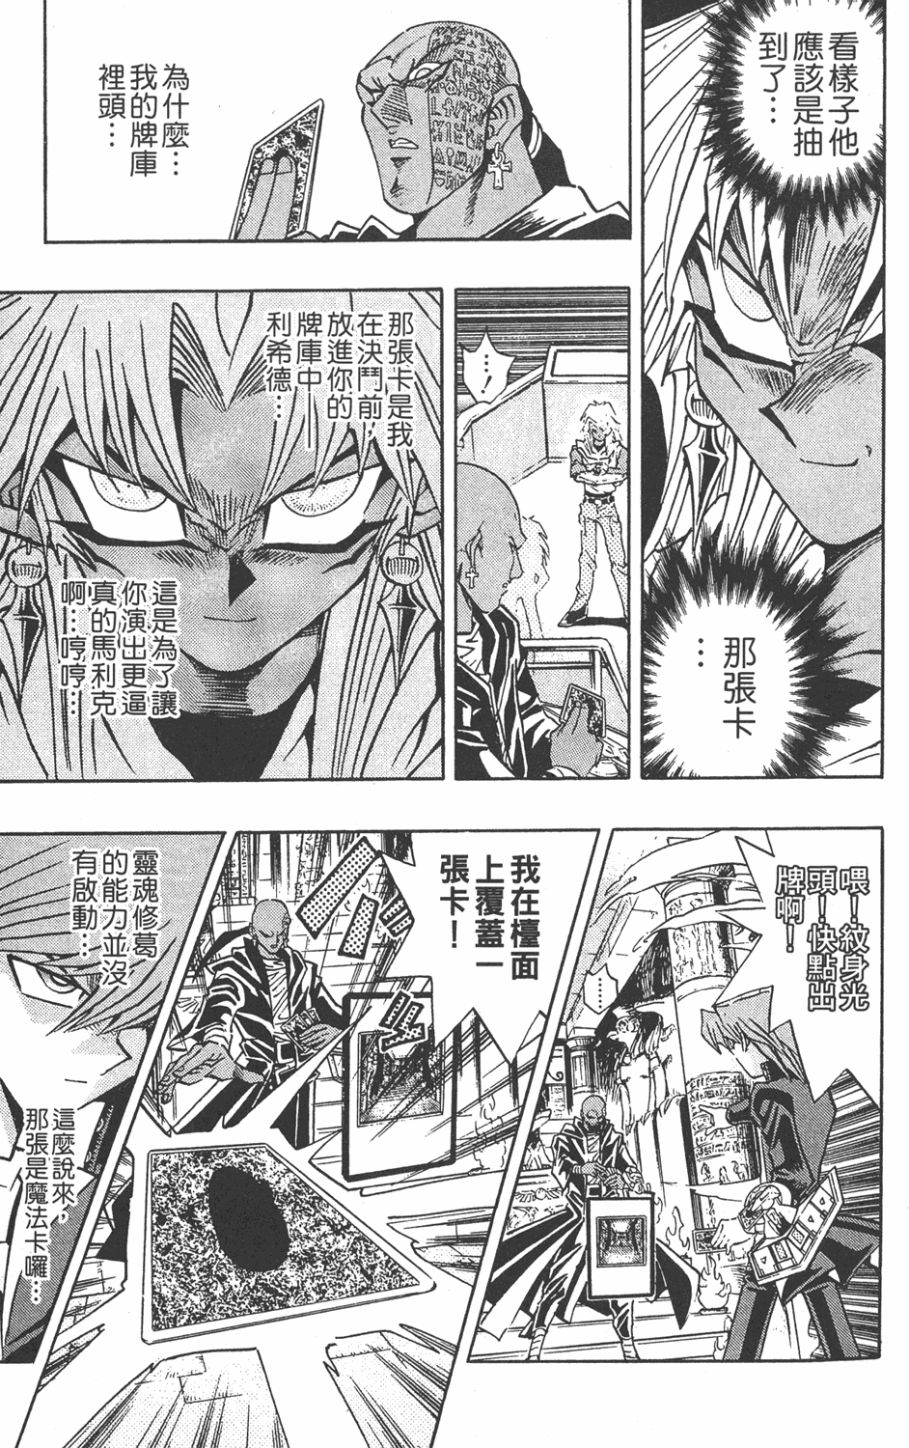 看樣子他
應該是抽
到了…
那張卡
…
為什麼…
我的牌庫
裡頭…
…！
那張卡是我
在決鬥前，
放進你的
牌庫中——
利希德…
這是為了讓
你演出更逼
真的馬利克
啊…哼哼…
喂！紋身光
頭！快點出
牌啊！
……
我在檯面
上覆蓋一
張卡！
靈魂修葛
的能力並沒
有啟動…
這麼說來，
那張是魔法卡囉…